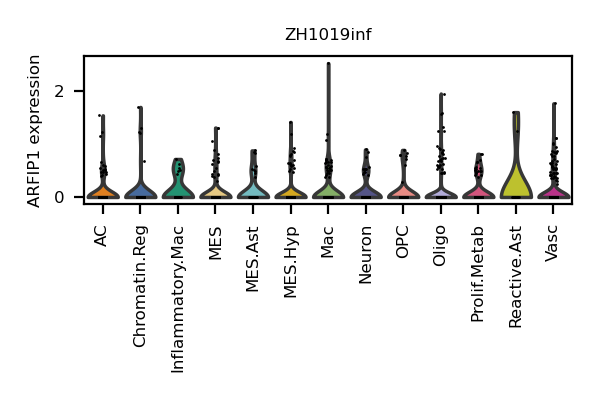 ZH1019inf
ARFIP1 expression
2
0
AC
Chromatin.Reg
Inflammatory.Mac
MES
MES.Ast
MES.Hyp
Mac
Neuron
OPC
Oligo
Prolif.Metab
Reactive.Ast
Vasc